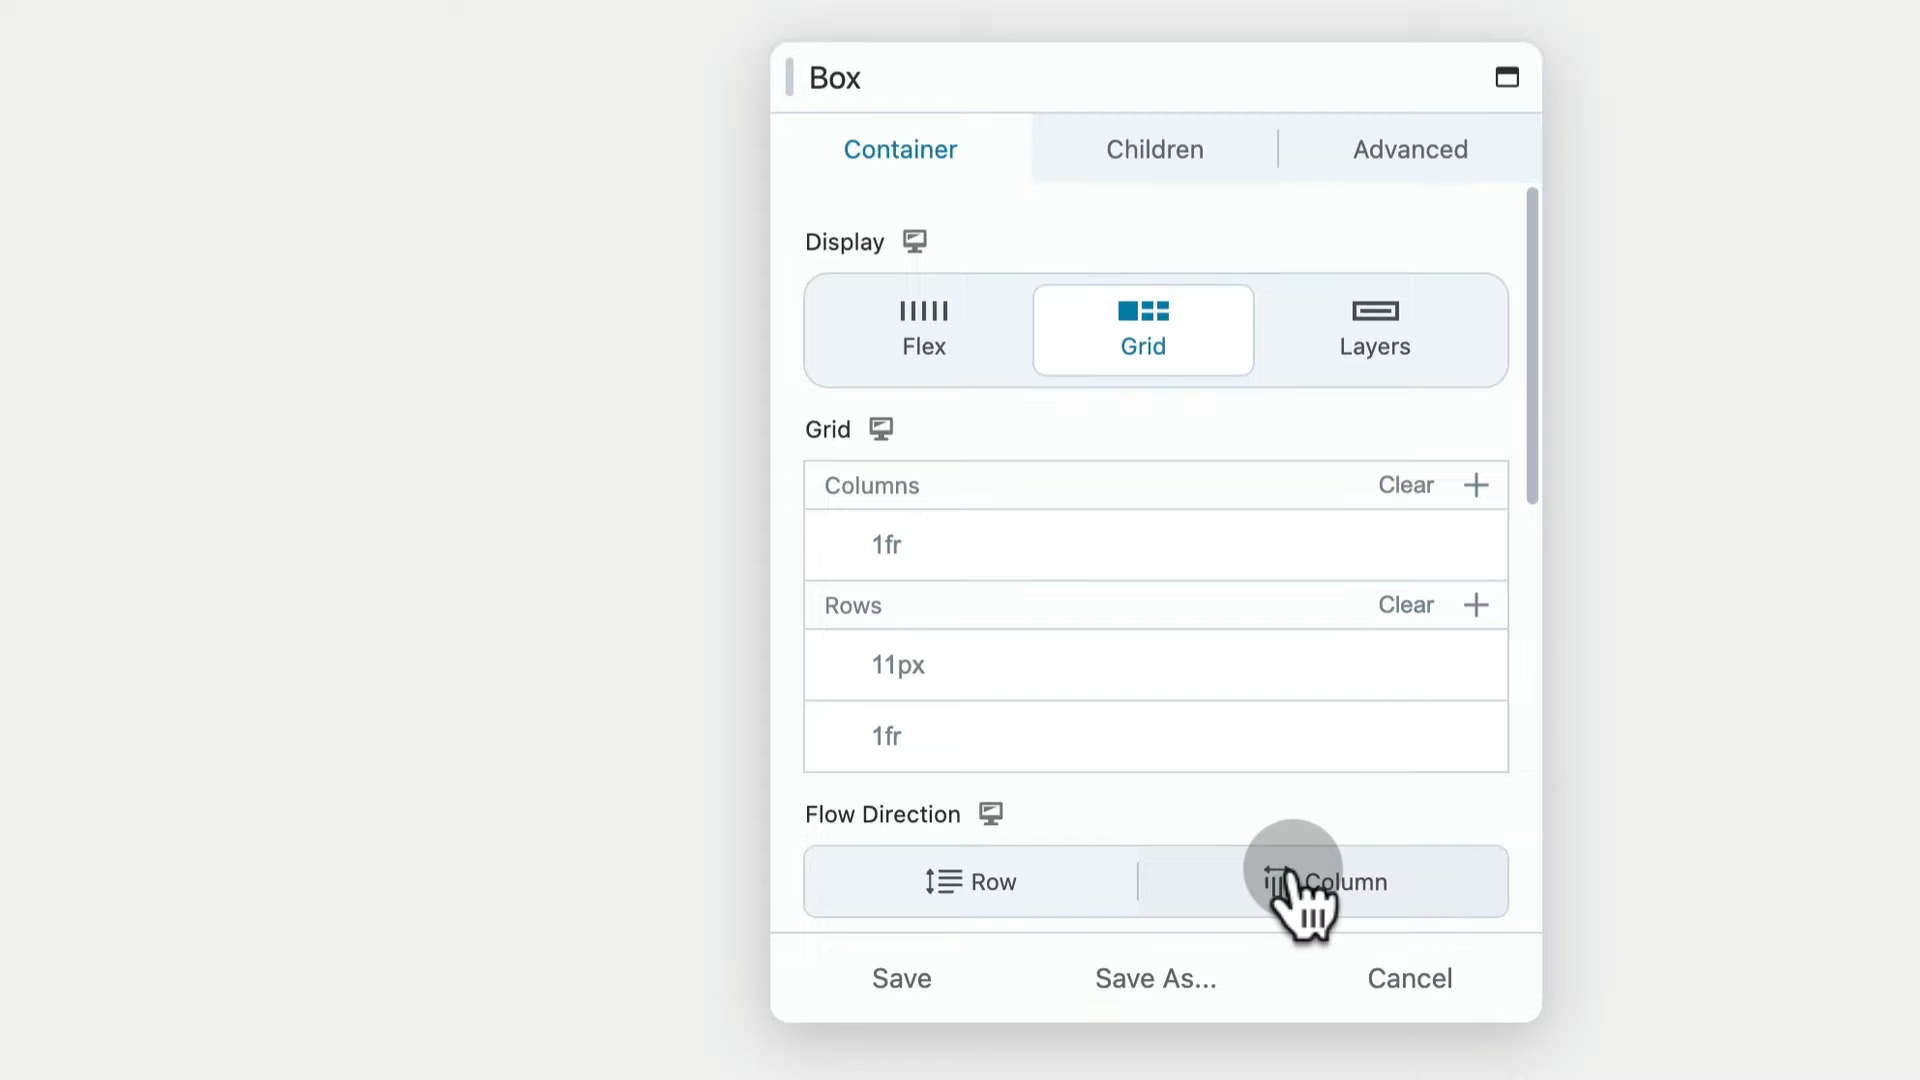 Box
Container Children Advanced
Display
Flex Grid Layers
Grid
Columns Clear
1fr
Rows Clear
11px
1fr
Flow Direction
Row Column
Save Save As... Cancel